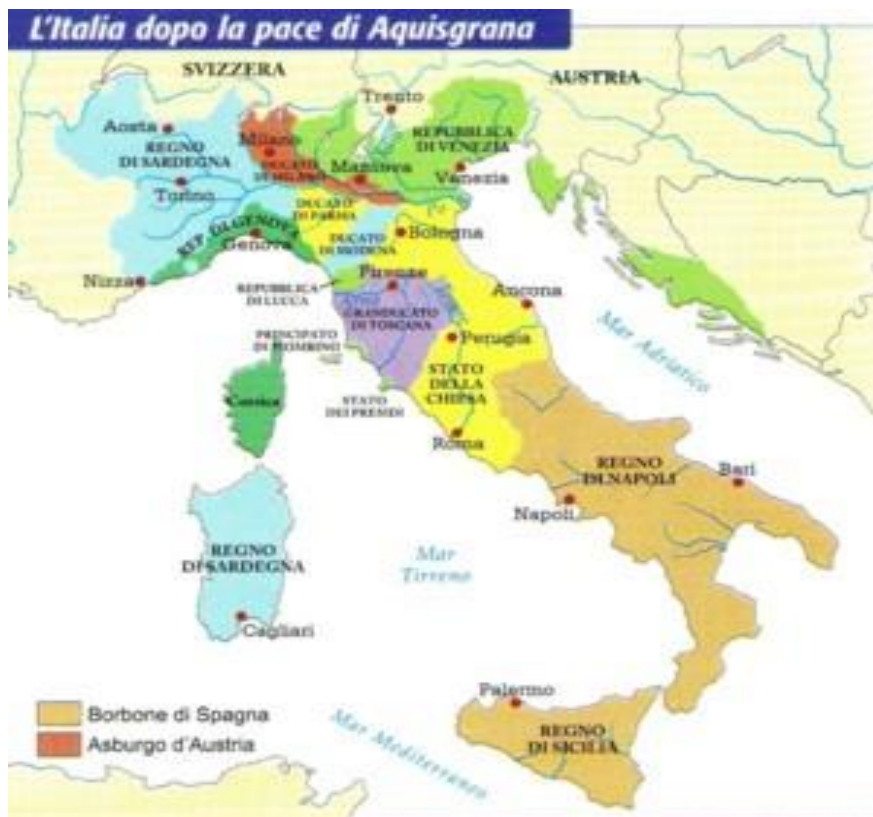 L'Italia dopo la pace di Aquisgrana
SVIZZERA
AUSTRIA
Trento
Aosta
REGNO
DI SARDEGNA
Milano
DUCATO
DI MILANO
Mantova
REPUBBLICA
DI VENEZIA
Venezia
Torino
DUCATO
DI PARMA
REP. DI GENOVA
Genova
DUCATO
DI MODENA
Bologna
Nizza
REPUBBLICA
DI LUCCA
Firenze
Ancona
GRANDUCATO
DI TOSCANA
PRINCIPATO
DI PIOMBINO
Perugia
Mar Adriatico
STATO
DELLA
CHIESA
Corsica
STATO
DEI PRESIDI
Roma
REGNO
DI NAPOLI
Bari
Napoli
REGNO
DI SARDEGNA
Mar
Tirreno
Cagliari
Palermo
REGNO
DI SICILIA
Mar Mediterraneo
Borbone di Spagna
Asburgo d'Austria